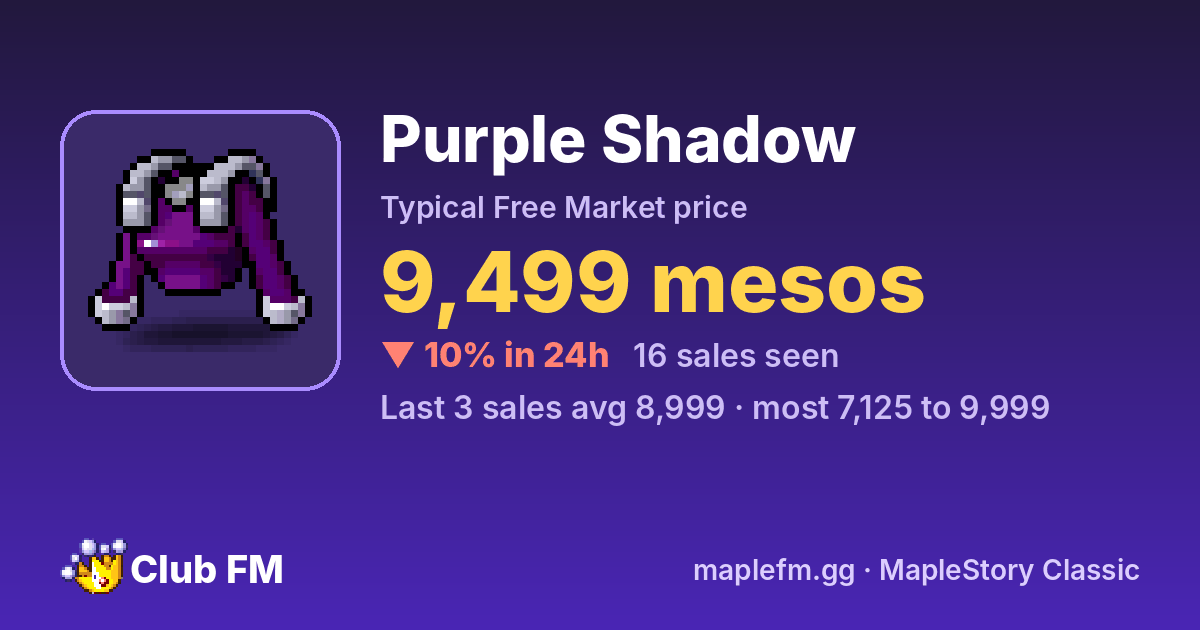 Purple Shadow
Typical Free Market price
9,499 mesos
▼ 10% in 24h 16 sales seen
Last 3 sales avg 8,999 · most 7,125 to 9,999
Club FM
maplefm.gg · MapleStory Classic